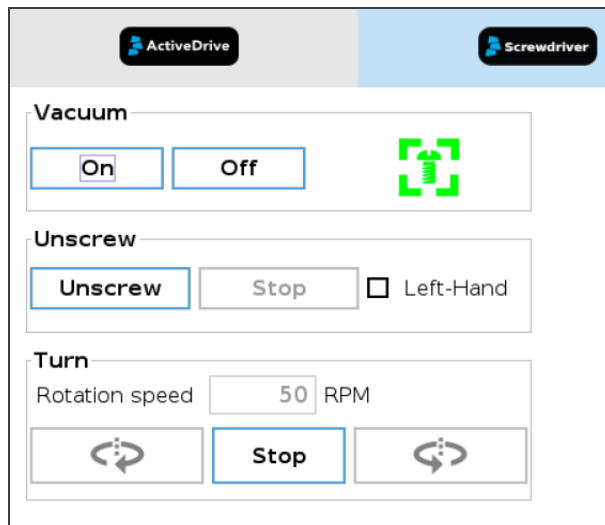 ActiveDrive Screwdriver
Vacuum
On Off
Unscrew
Unscrew Stop Left-Hand
Turn
Rotation speed 50 RPM
Stop